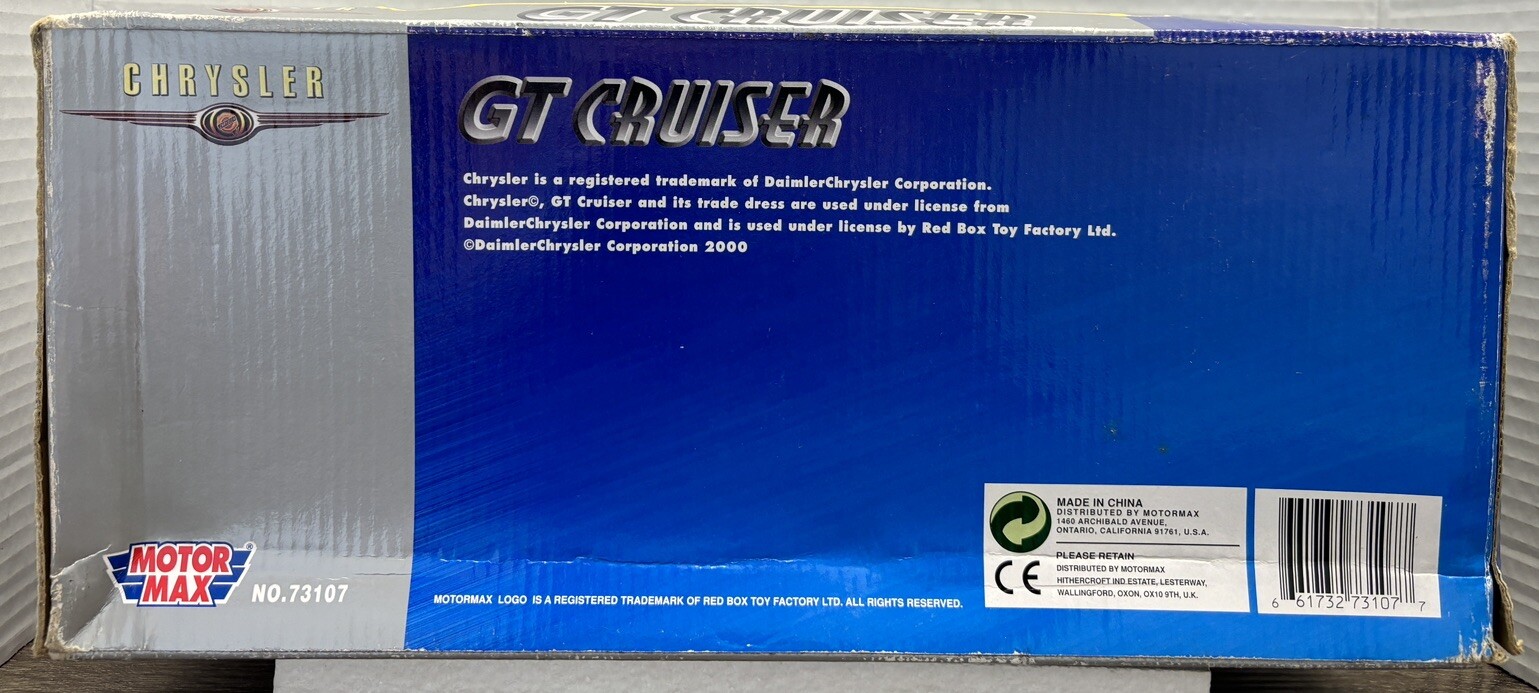 GT CRUISER
CHRYSLER
GT CRUISER
Chrysler is a registered trademark of DaimlerChrysler Corporation.
Chrysler©, GT Cruiser and its trade dress are used under license from
DaimlerChrysler Corporation and is used under license by Red Box Toy Factory Ltd.
©DaimlerChrysler Corporation 2000
MOTOR
MAX
®
NO.73107
MOTORMAX LOGO IS A REGISTERED TRADEMARK OF RED BOX TOY FACTORY LTD. ALL RIGHTS RESERVED.
MADE IN CHINA
DISTRIBUTED BY MOTORMAX
1460 ARCHIBALD AVENUE,
ONTARIO, CALIFORNIA 91761, U.S.A.
CE
PLEASE RETAIN
DISTRIBUTED BY MOTORMAX
HITHERCROFT IND.ESTATE, LESTERWAY,
WALLINGFORD, OXON, OX10 9TH, U.K.
6 61732 73107 7